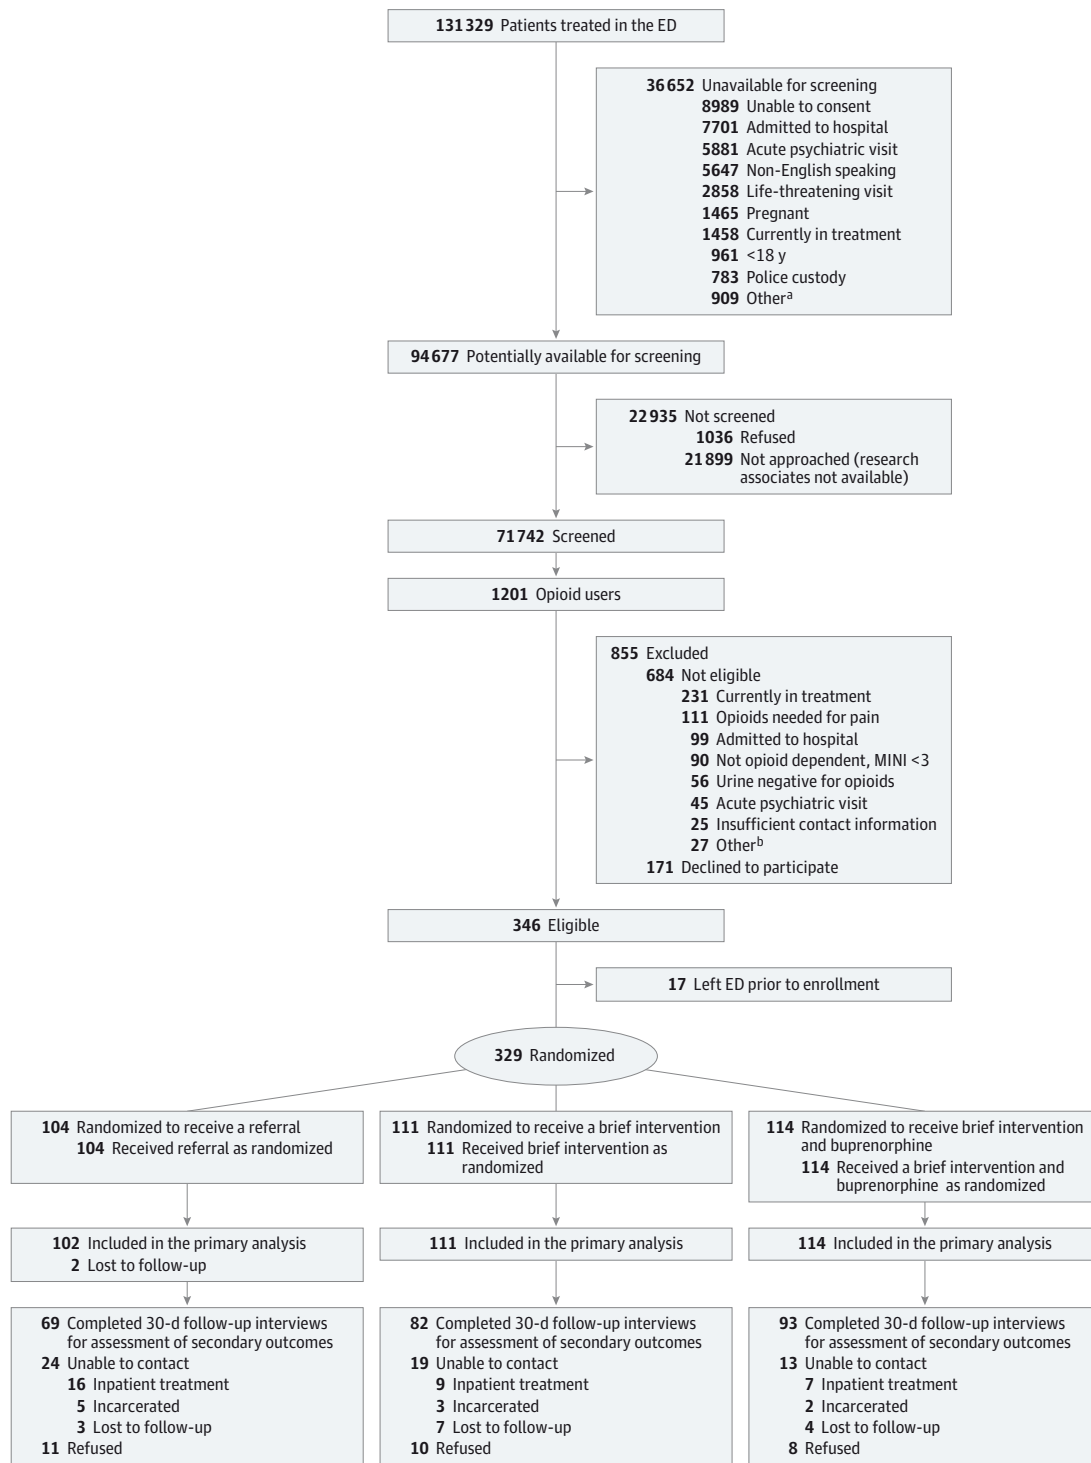 131329 Patients treated in the ED
36652 Unavailable for screening
8989 Unable to consent
7701 Admitted to hospital
5881 Acute psychiatric visit
5647 Non-English speaking
2858 Life-threatening visit
1465 Pregnant
1458 Currently in treatment
961 <18 y
783 Police custody
909 Otherᵃ
94677 Potentially available for screening
22935 Not screened
1036 Refused
21899 Not approached (research
associates not available)
71742 Screened
1201 Opioid users
855 Excluded
684 Not eligible
231 Currently in treatment
111 Opioids needed for pain
99 Admitted to hospital
90 Not opioid dependent, MINI <3
56 Urine negative for opioids
45 Acute psychiatric visit
25 Insufficient contact information
27 Otherᵇ
171 Declined to participate
346 Eligible
17 Left ED prior to enrollment
329 Randomized
104 Randomized to receive a referral
104 Received referral as randomized
111 Randomized to receive a brief intervention
111 Received brief intervention as
randomized
114 Randomized to receive brief intervention
and buprenorphine
114 Received a brief intervention and
buprenorphine as randomized
102 Included in the primary analysis
2 Lost to follow-up
111 Included in the primary analysis
114 Included in the primary analysis
69 Completed 30-d follow-up interviews
for assessment of secondary outcomes
24 Unable to contact
16 Inpatient treatment
5 Incarcerated
3 Lost to follow-up
11 Refused
82 Completed 30-d follow-up interviews
for assessment of secondary outcomes
19 Unable to contact
9 Inpatient treatment
3 Incarcerated
7 Lost to follow-up
10 Refused
93 Completed 30-d follow-up interviews
for assessment of secondary outcomes
13 Unable to contact
7 Inpatient treatment
2 Incarcerated
4 Lost to follow-up
8 Refused